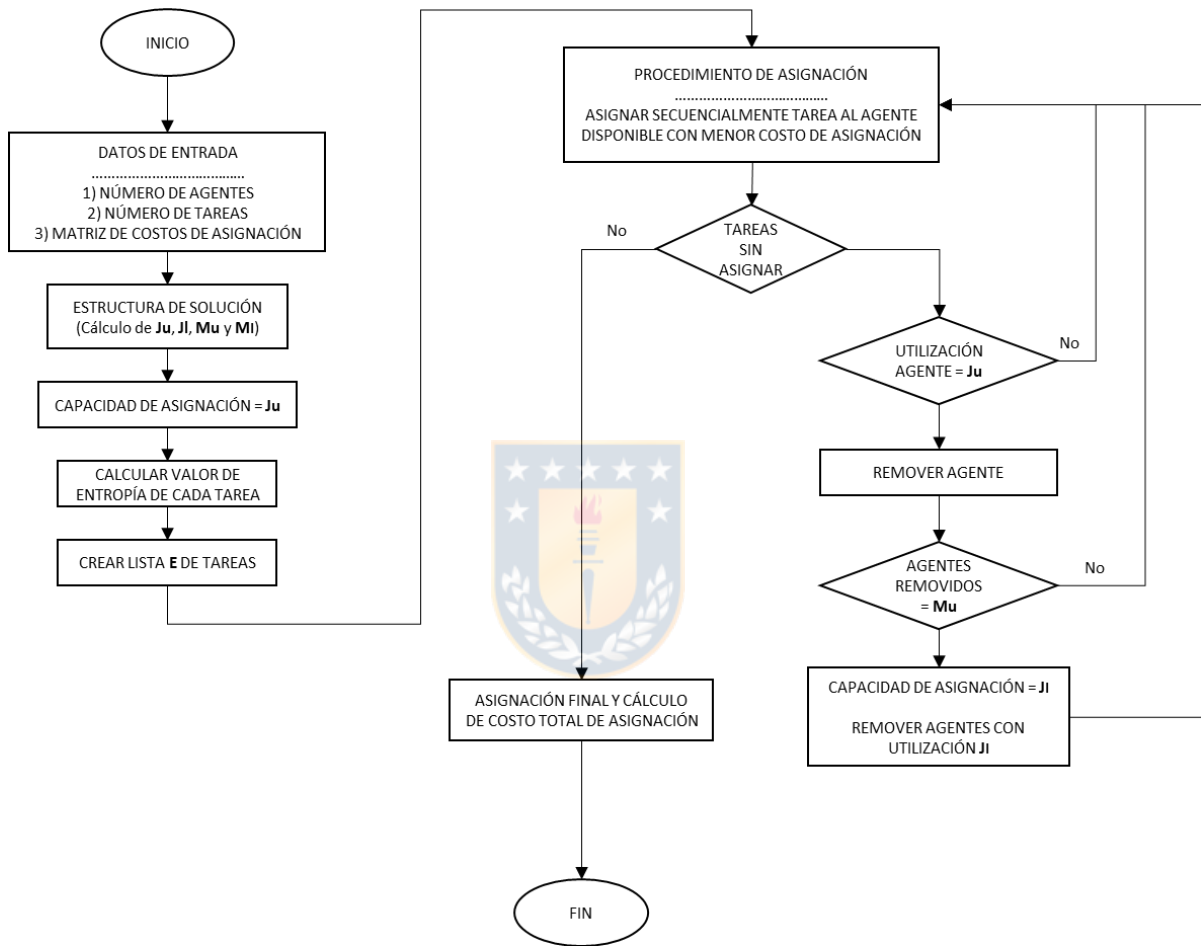 INICIO
DATOS DE ENTRADA
......................................
1) NÚMERO DE AGENTES
2) NÚMERO DE TAREAS
3) MATRIZ DE COSTOS DE ASIGNACIÓN
ESTRUCTURA DE SOLUCIÓN
(Cálculo de Ju, Jl, Mu y Ml)
CAPACIDAD DE ASIGNACIÓN = Ju
CALCULAR VALOR DE
ENTROPÍA DE CADA TAREA
CREAR LISTA E DE TAREAS
PROCEDIMIENTO DE ASIGNACIÓN
......................................
ASIGNAR SECUENCIALMENTE TAREA AL AGENTE
DISPONIBLE CON MENOR COSTO DE ASIGNACIÓN
No
TAREAS
SIN
ASIGNAR
UTILIZACIÓN
AGENTE = Ju
No
REMOVER AGENTE
AGENTES
REMOVIDOS
= Mu
No
CAPACIDAD DE ASIGNACIÓN = Jl
REMOVER AGENTES CON
UTILIZACIÓN Jl
ASIGNACIÓN FINAL Y CÁLCULO
DE COSTO TOTAL DE ASIGNACIÓN
FIN